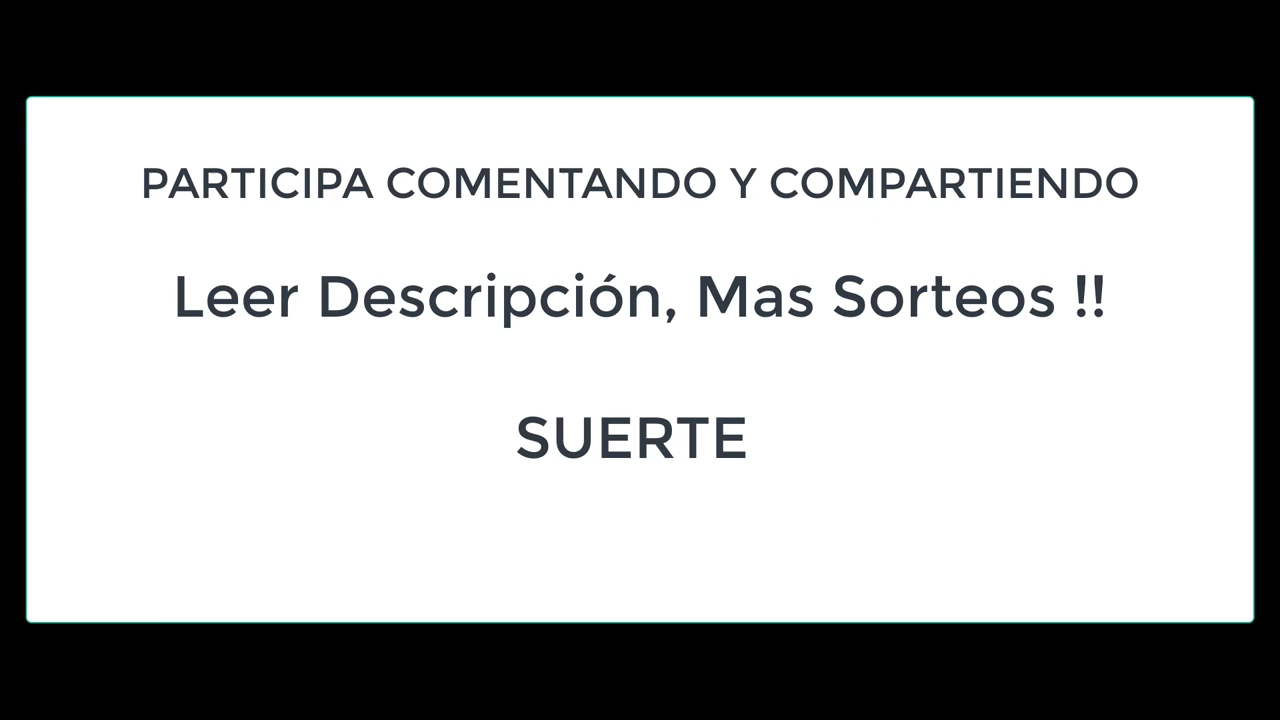 PARTICIPA COMENTANDO Y COMPARTIENDO
Leer Descripción, Mas Sorteos !!
SUERTE